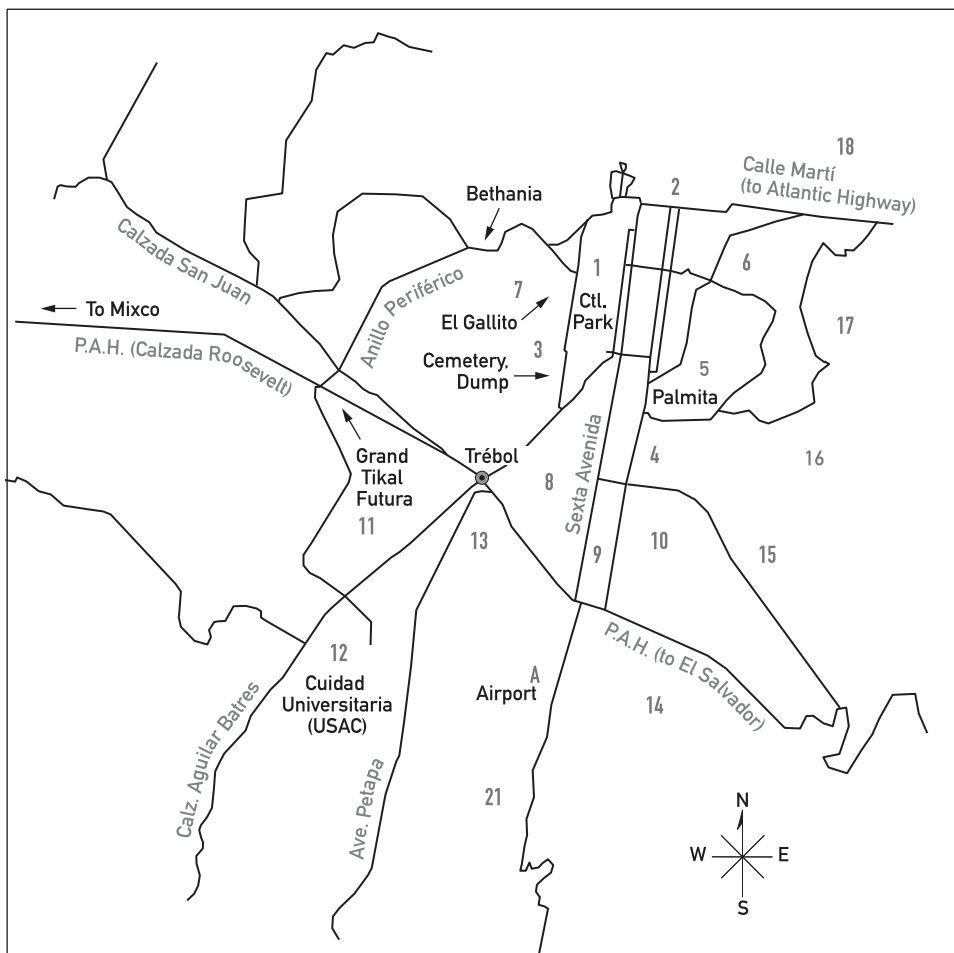 18
Calle Martí
(to Atlantic Highway)
2
Bethania
Calzada San Juan
6
1
7
Anillo Periférico
To Mixco
El Gallito
Ctl.
Park
17
P.A.H. (Calzada Roosevelt)
3
Cemetery,
Dump
5
Palmita
Grand
Tikal
Futura
Trébol
Sexta Avenida
4
16
8
11
13
9
10
15
12
P.A.H. (to El Salvador)
Cuidad
Universitaria
(USAC)
A
Airport
14
Calz. Aguilar Batres
Ave. Petapa
21
N
W
E
S